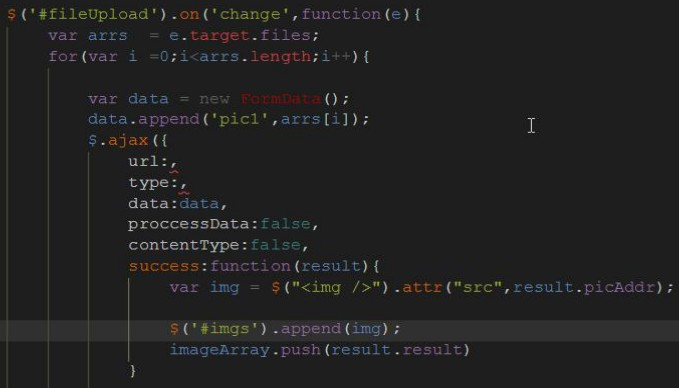 $('#fileUpload').on('change',function(e){
var arrs = e.target.files;
for(var i =0;i<arrs.length;i++){
var data = new FormData();
data.append('pic1',arrs[i]);
$.ajax({
url:,
type:,
data:data,
proccessData:false,
contentType:false,
success:function(result){
var img = $("<img />").attr("src",result.picAddr);
$('#imgs').append(img);
imageArray.push(result.result)
}